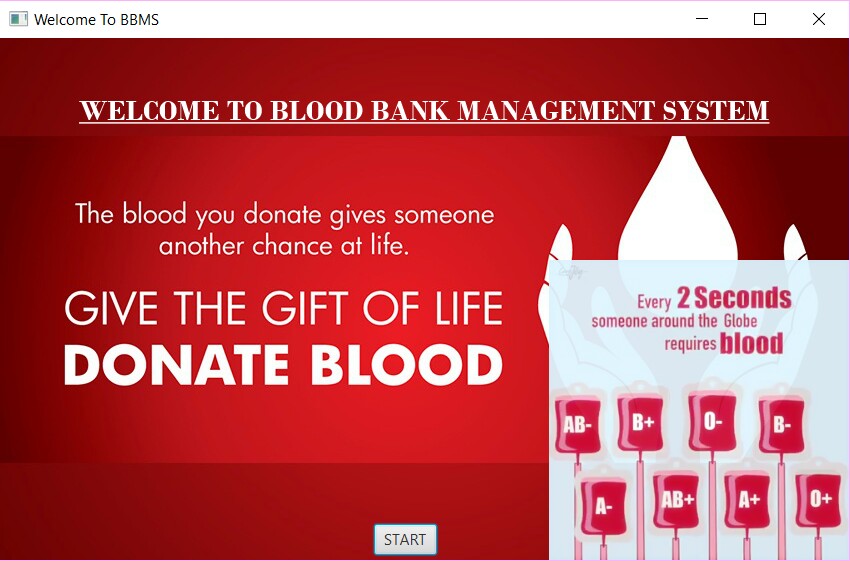 Welcome To BBMS
WELCOME TO BLOOD BANK MANAGEMENT SYSTEM
The blood you donate gives someone
another chance at life.
GIVE THE GIFT OF LIFE
DONATE BLOOD
Every 2 Seconds
someone around the Globe
requires blood
AB- B+ O- B-
A- AB+ A+ O+
START